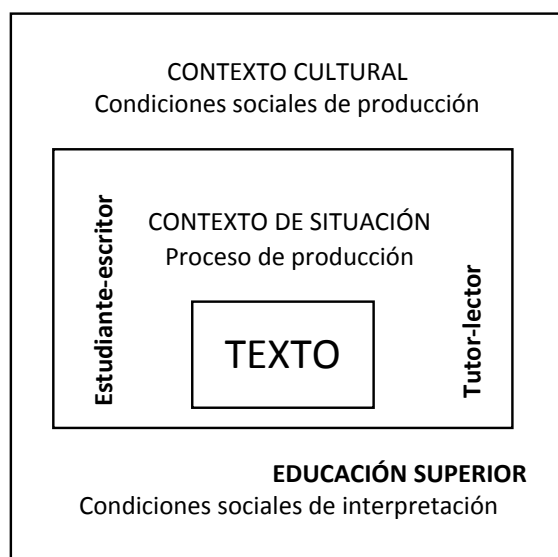 CONTEXTO CULTURAL
Condiciones sociales de producción
Estudiante-escritor
CONTEXTO DE SITUACIÓN
Proceso de producción
TEXTO
Tutor-lector
EDUCACIÓN SUPERIOR
Condiciones sociales de interpretación